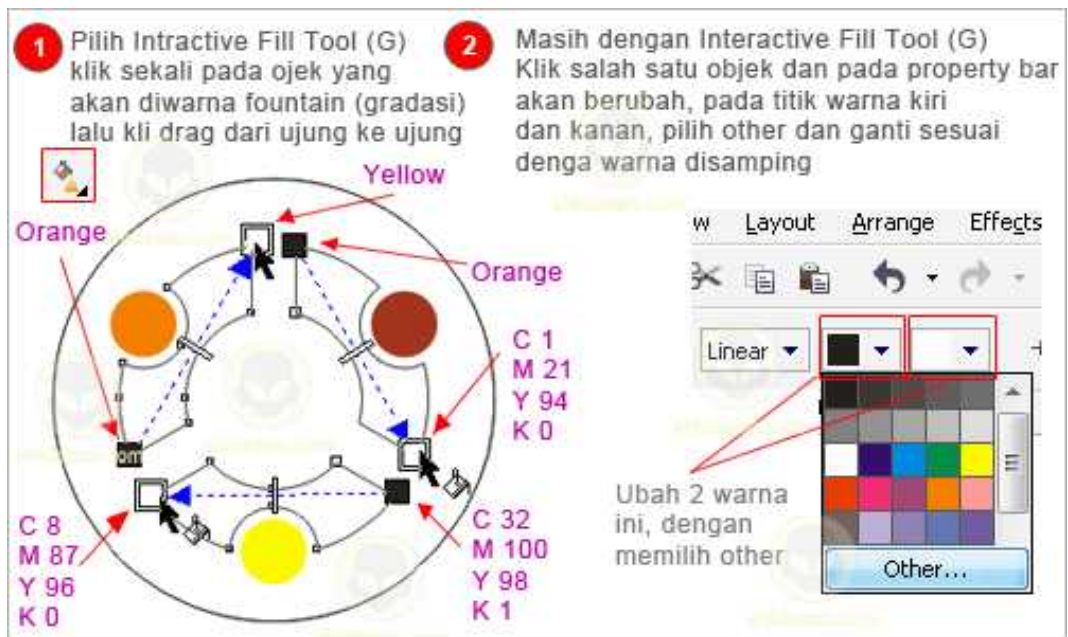 1
Pilih Intractive Fill Tool (G)
klik sekali pada ojek yang
akan diwarna fountain (gradasi)
lalu kli drag dari ujung ke ujung
2
Masih dengan Interactive Fill Tool (G)
Klik salah satu objek dan pada property bar
akan berubah, pada titik warna kiri
dan kanan, pilih other dan ganti sesuai
denga warna disamping
Yellow
Orange
Orange
C 1
M 21
Y 94
K 0
C 8
M 87
Y 96
K 0
C 32
M 100
Y 98
K 1
w Layout Arrange Effects
Linear
Other...
Ubah 2 warna
ini, dengan
memilih other